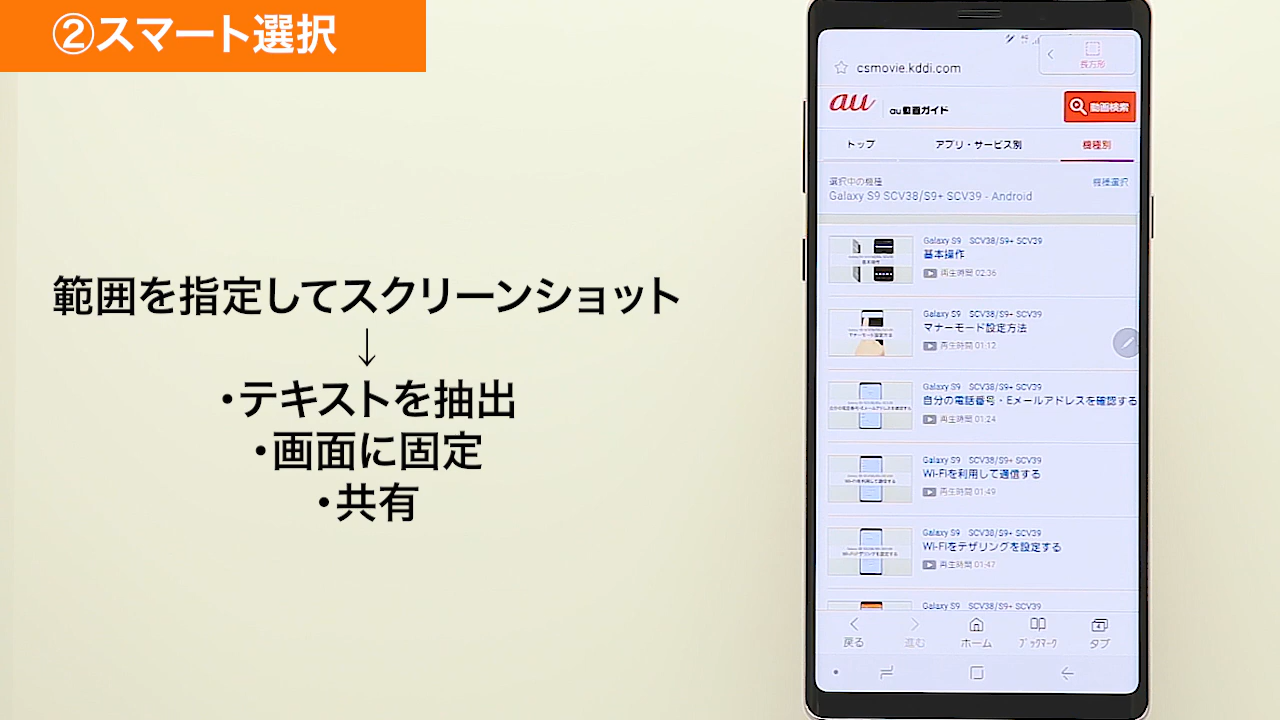 ②スマート選択
範囲を指定してスクリーンショット
↓
・テキストを抽出
・画面に固定
・共有
csmovie.kddi.com
長方形
au
au動画ガイド
動画検索
トップ
アプリ・サービス別
機種別
選択中の機種
機種選択
Galaxy S9 SCV38/S9+ SCV39 - Android
Galaxy S9 SCV38/S9+ SCV39
基本操作
再生時間 02:36
Galaxy S9 SCV38/S9+ SCV39
マナーモード設定方法
再生時間 01:12
Galaxy S9 SCV38/S9+ SCV39
自分の電話番号・Eメールアドレスを確認する
再生時間 01:24
Galaxy S9 SCV38/S9+ SCV39
Wi-Fiを利用して通信する
再生時間 01:49
Galaxy S9 SCV38/S9+ SCV39
Wi-Fiをテザリングを設定する
再生時間 01:47
Galaxy S9 SCV38/S9+ SCV39
戻る
進む
ホーム
ブックマーク
4
タブ